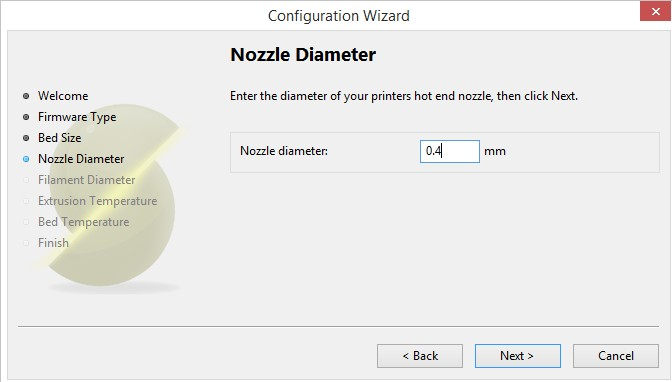 Configuration Wizard
Nozzle Diameter
Welcome
Firmware Type
Bed Size
Nozzle Diameter
Filament Diameter
Extrusion Temperature
Bed Temperature
Finish
Enter the diameter of your printers hot end nozzle, then click Next.
Nozzle diameter: 0.4 mm
< Back Next > Cancel